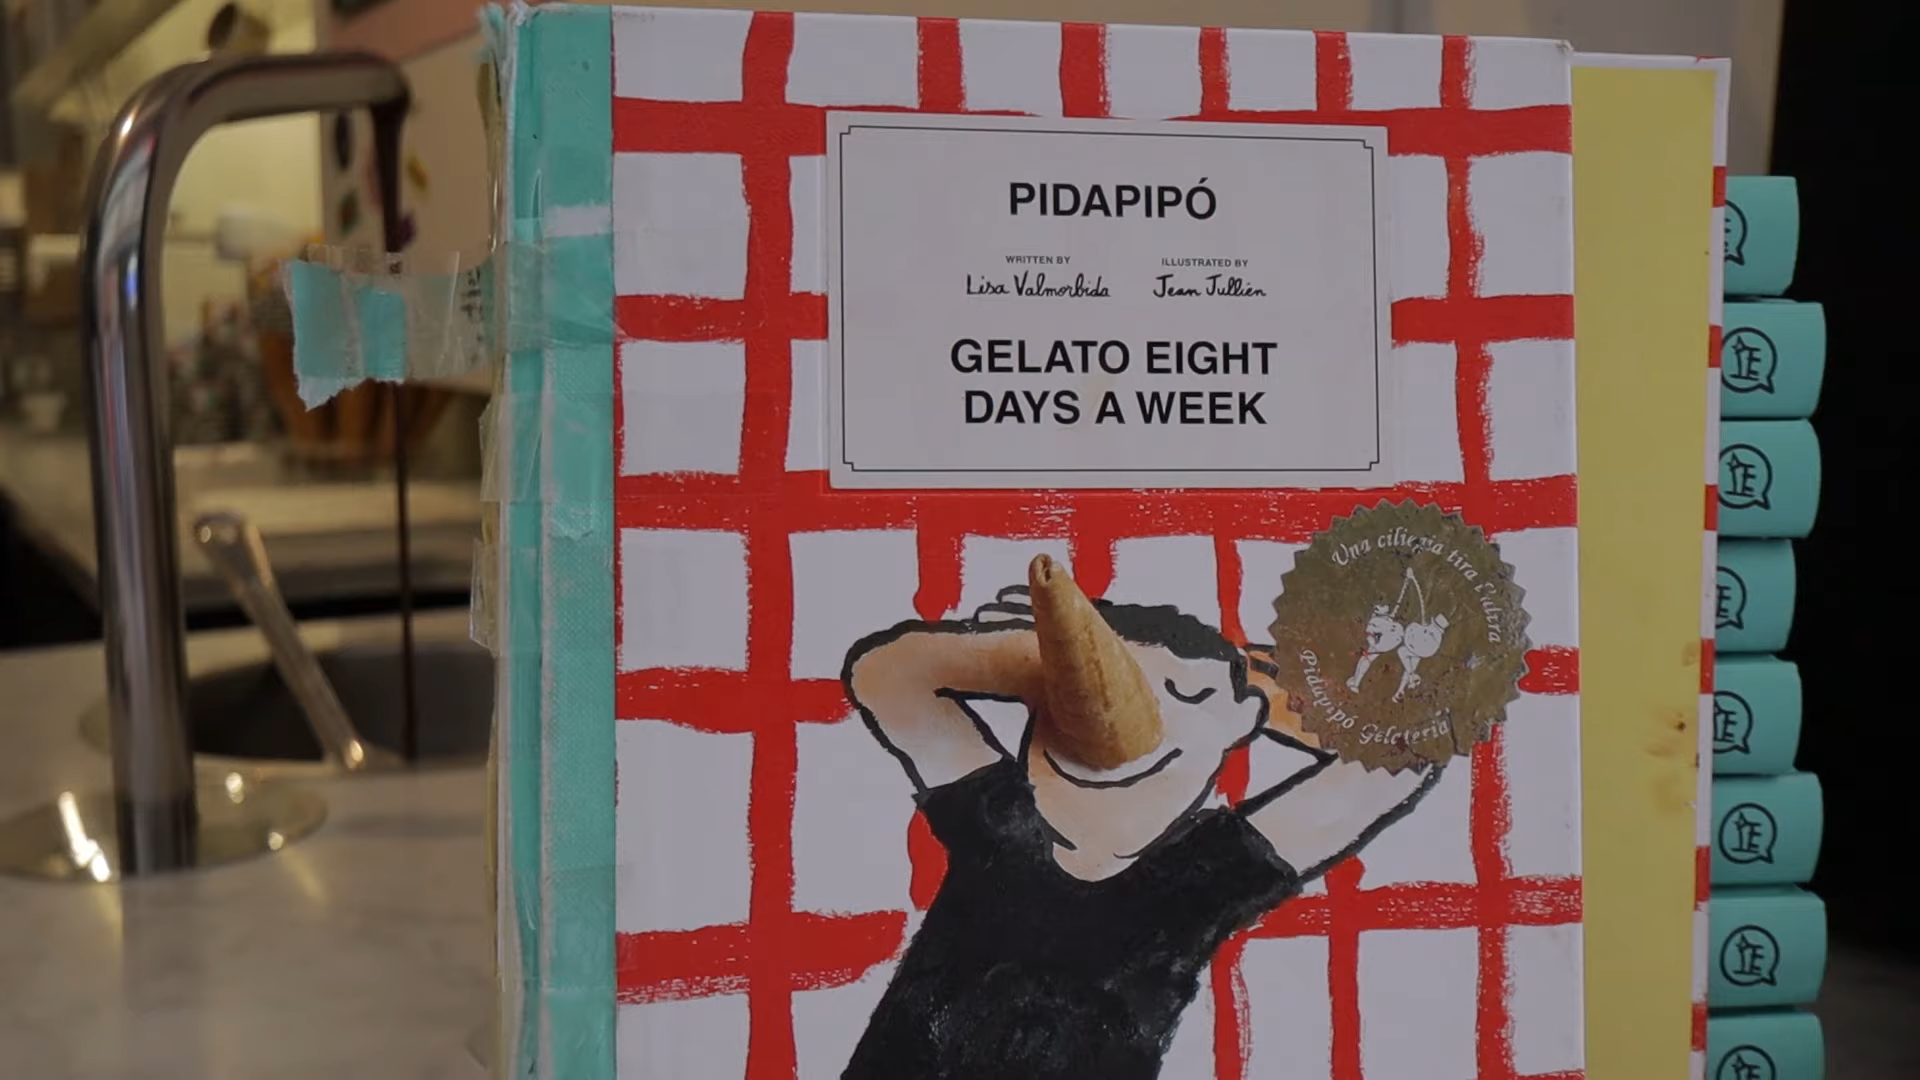 PIDAPIPÓ
WRITTEN BY
Lisa Valmorbida
ILLUSTRATED BY
Jean Jullien
GELATO EIGHT
DAYS A WEEK
Una ciliegia tira l'altra
Pidapipó Gelateria